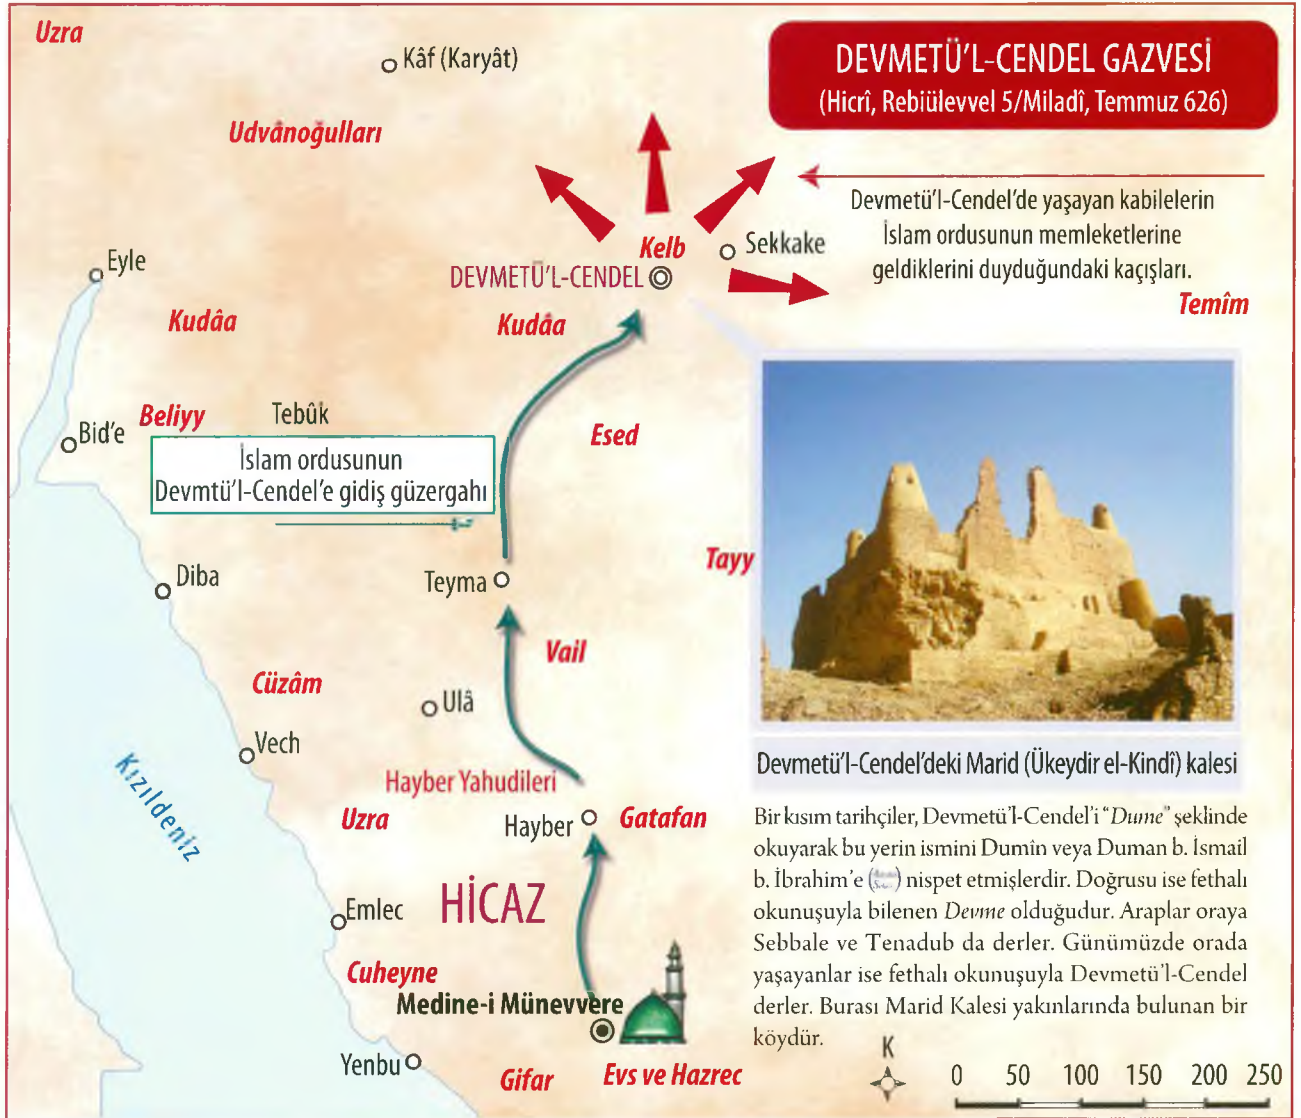 DEVMETÜ'L-CENDEL GAZVESİ
(Hicrî, Rebiülevvel 5/Miladî, Temmuz 626)
Uzra
Kâf (Karyât)
Udvânoğulları
Devmetü'l-Cendel'de yaşayan kabilelerin
İslam ordusunun memleketlerine
geldiklerini duyduğundaki kaçışları.
Kelb
Sekkake
Eyle
DEVMETÜ'L-CENDEL
Temîm
Kudâa
Kudâa
Beliyy
Tebûk
Bid'e
Esed
İslam ordusunun
Devmtü'l-Cendel'e gidiş güzergahı
Tayy
Diba
Teyma
Vail
Cüzâm
Ulâ
Vech
Kızıldeniz
Hayber Yahudileri
Uzra
Hayber
Gatafan
Emlec
HİCAZ
Cuheyne
Medine-i Münevvere
Yenbu
Gifar
Evs ve Hazrec
Devmetü'l-Cendel'deki Marid (Ükeydir el-Kindî) kalesi
Bir kısım tarihçiler, Devmetü'l-Cendel'i "Dume" şeklinde
okuyarak bu yerin ismini Dumîn veya Duman b. İsmail
b. İbrahim'e () nispet etmişlerdir. Doğrusu ise fethalı
okunuşuyla bilenen Devme olduğudur. Araplar oraya
Sebbale ve Tenadub da derler. Günümüzde orada
yaşayanlar ise fethalı okunuşuyla Devmetü'l-Cendel
derler. Burası Marid Kalesi yakınlarında bulunan bir
köydür.
K
0 50 100 150 200 250